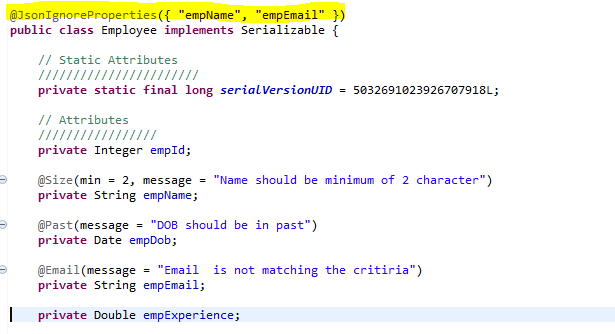 @JsonIgnoreProperties({ "empName", "empEmail" })
public class Employee implements Serializable {
// Static Attributes
///////////////////////
private static final long serialVersionUID = 5032691023926707918L;
// Attributes
/////////////////
private Integer empId;
@Size(min = 2, message = "Name should be minimum of 2 character")
private String empName;
@Past(message = "DOB should be in past")
private Date empDob;
@Email(message = "Email  is not matching the critiria")
private String empEmail;
private Double empExperience;